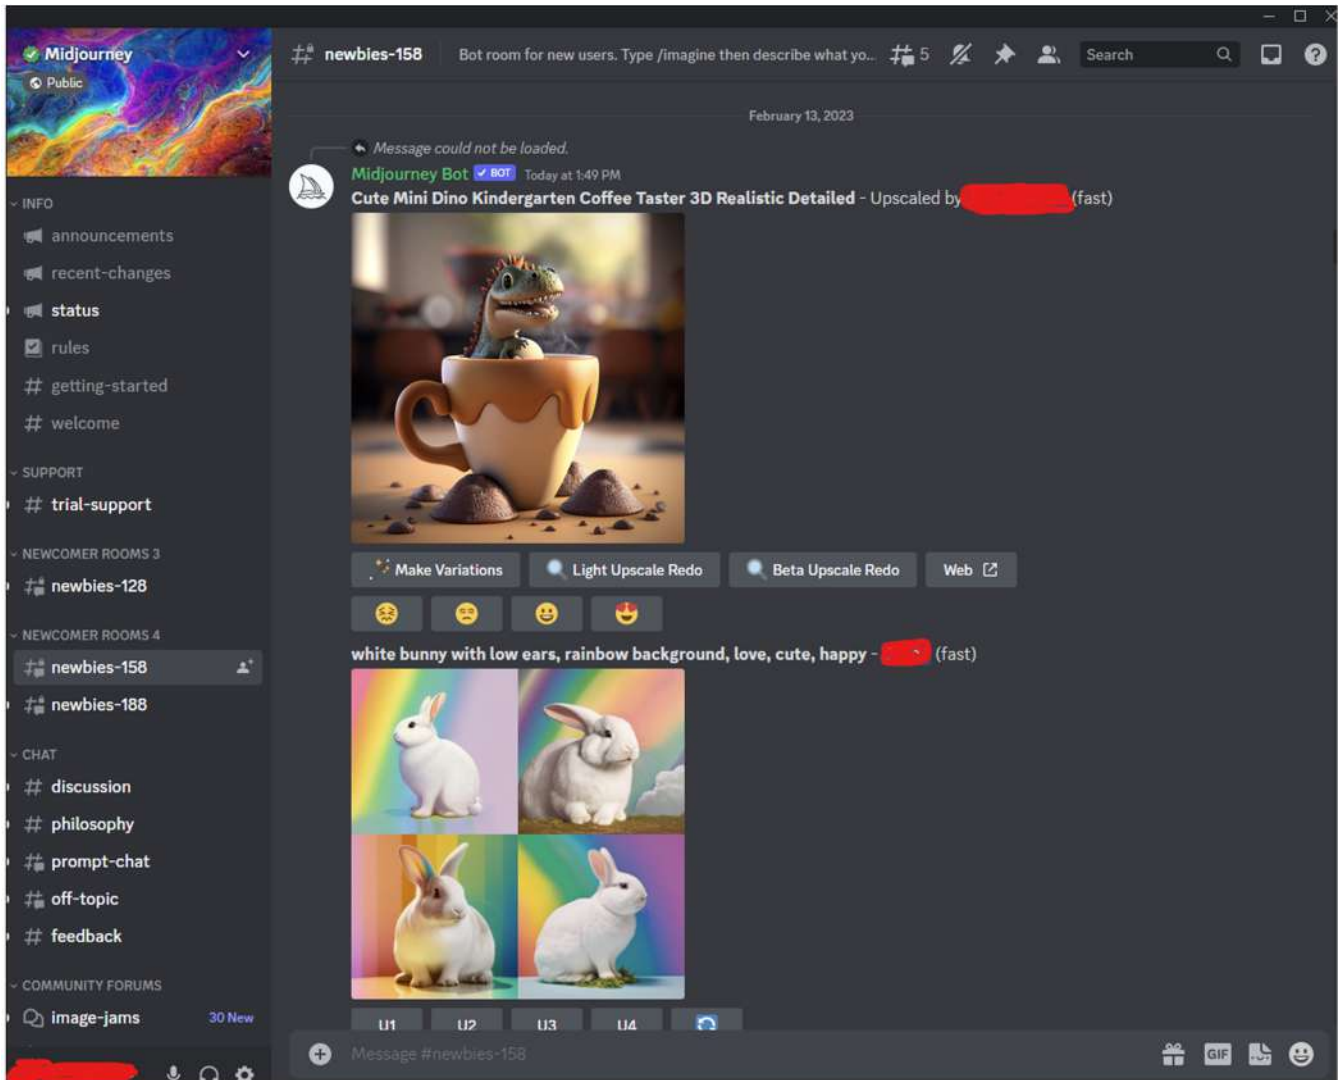 Midjourney
Public
newbies-158
Bot room for new users. Type /imagine then describe what yo...
5
Search
INFO
announcements
recent-changes
status
rules
getting-started
welcome
SUPPORT
trial-support
NEWCOMER ROOMS 3
newbies-128
NEWCOMER ROOMS 4
newbies-158
newbies-188
CHAT
discussion
philosophy
prompt-chat
off-topic
feedback
COMMUNITY FORUMS
image-jams 30 New
February 13, 2023
Message could not be loaded.
Midjourney Bot BOT Today at 1:49 PM
Cute Mini Dino Kindergarten Coffee Taster 3D Realistic Detailed - Upscaled by (fast)
Make Variations Light Upscale Redo Beta Upscale Redo Web
white bunny with low ears, rainbow background, love, cute, happy - (fast)
U1 U2 U3 U4
Message #newbies-158
GIF